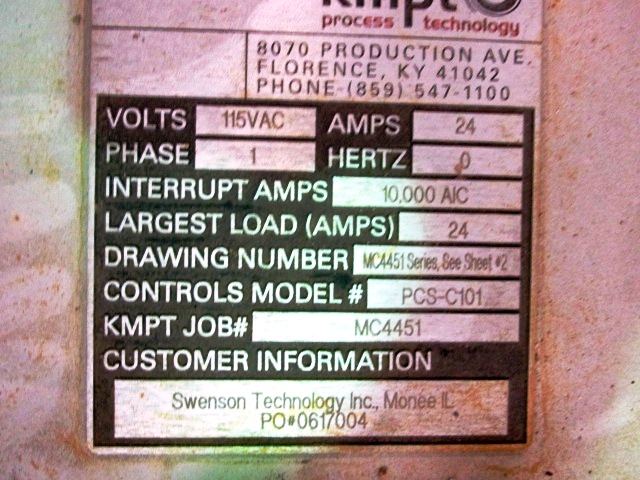 kmpt
process technology
8070 PRODUCTION AVE.
FLORENCE, KY 41042
PHONE (859) 547-1100
VOLTS 115VAC AMPS 24
PHASE 1 HERTZ 0
INTERRUPT AMPS 10,000 AIC
LARGEST LOAD (AMPS) 24
DRAWING NUMBER MC4451 Series, See Sheet #2
CONTROLS MODEL # PCS-C101
KMPT JOB# MC4451
CUSTOMER INFORMATION
Swenson Technology Inc., Monee IL
PO#0617004